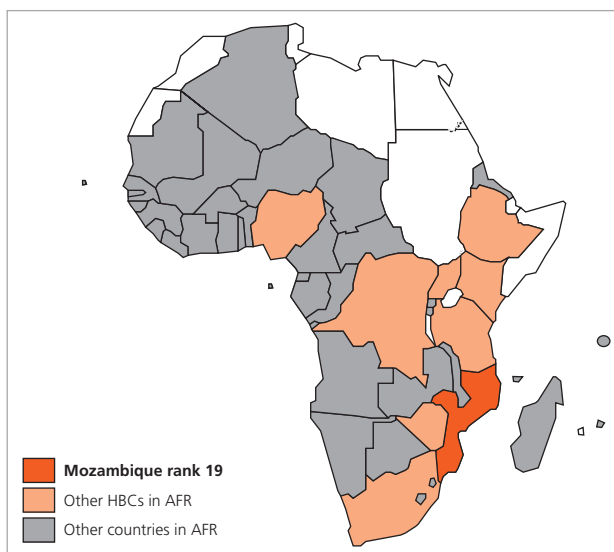 Mozambique rank 19
Other HBCs in AFR
Other countries in AFR